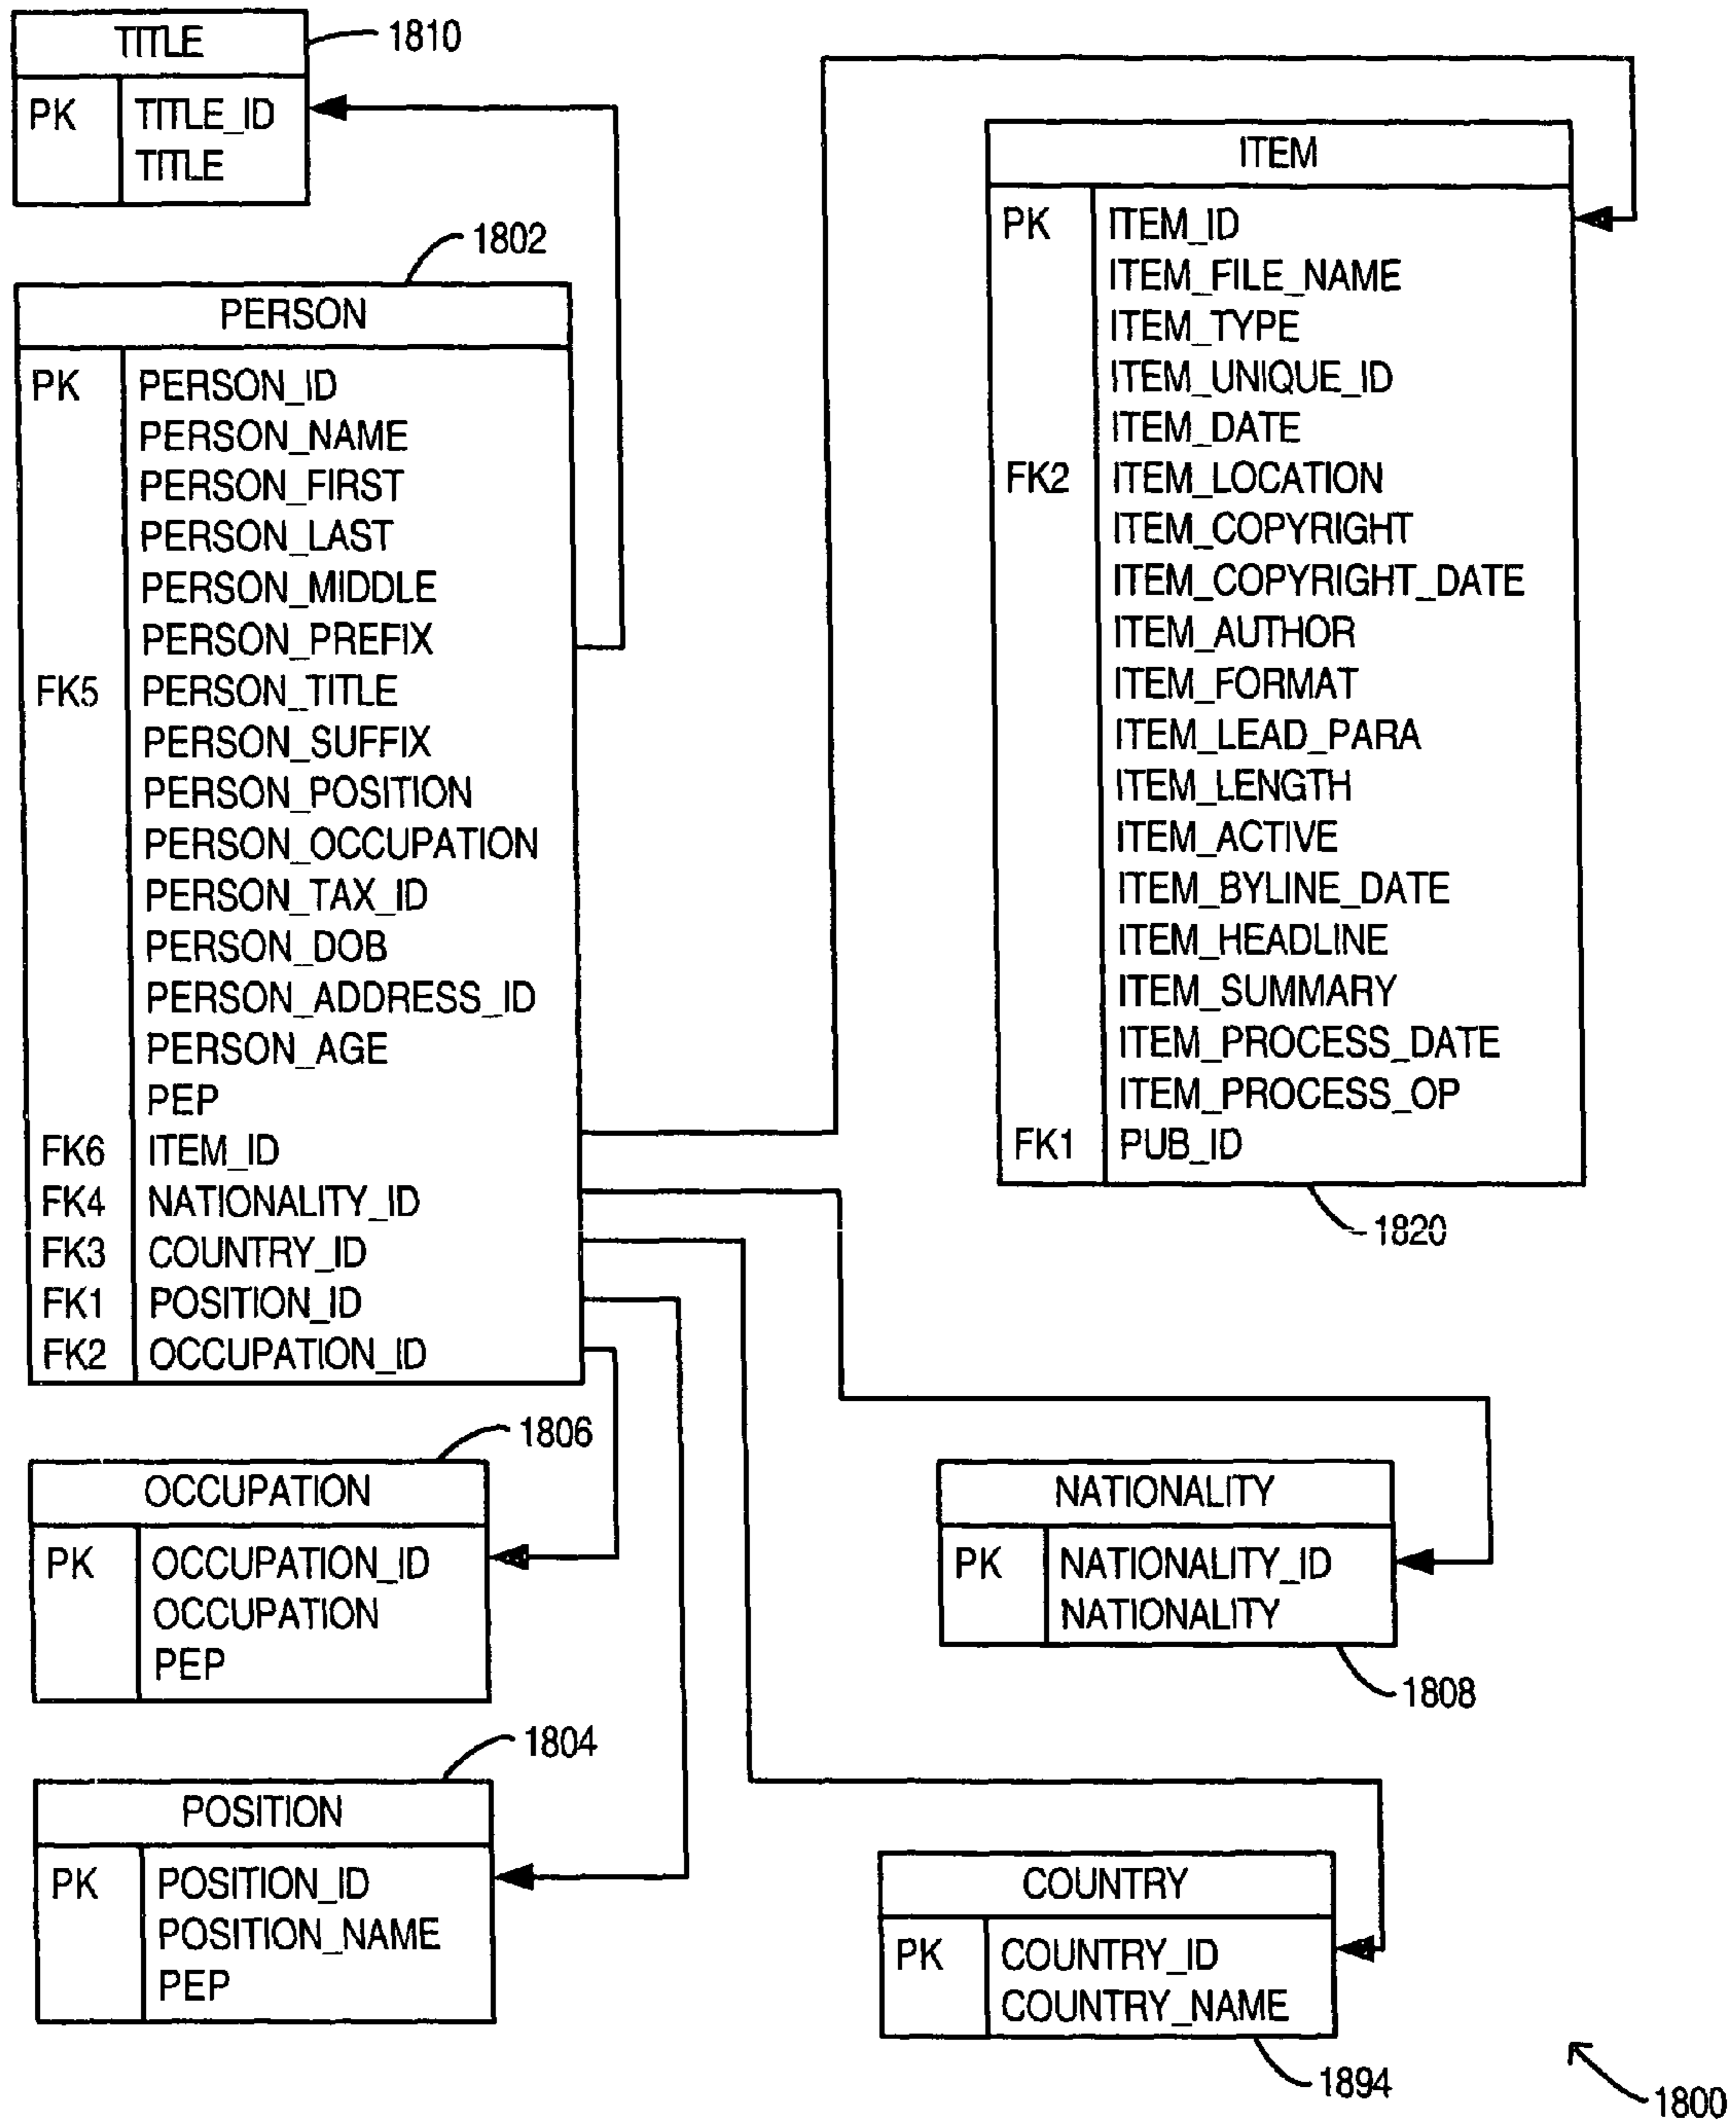 TITLE
1810
PK TITLE_ID
TITLE
1802
PERSON
PK PERSON_ID
PERSON_NAME
PERSON_FIRST
PERSON_LAST
PERSON_MIDDLE
PERSON_PREFIX
FK5 PERSON_TITLE
PERSON_SUFFIX
PERSON_POSITION
PERSON_OCCUPATION
PERSON_TAX_ID
PERSON_DOB
PERSON_ADDRESS_ID
PERSON_AGE
PEP
FK6 ITEM_ID
FK4 NATIONALITY_ID
FK3 COUNTRY_ID
FK1 POSITION_ID
FK2 OCCUPATION_ID
ITEM
PK ITEM_ID
ITEM_FILE_NAME
ITEM_TYPE
ITEM_UNIQUE_ID
ITEM_DATE
FK2 ITEM_LOCATION
ITEM_COPYRIGHT
ITEM_COPYRIGHT_DATE
ITEM_AUTHOR
ITEM_FORMAT
ITEM_LEAD_PARA
ITEM_LENGTH
ITEM_ACTIVE
ITEM_BYLINE_DATE
ITEM_HEADLINE
ITEM_SUMMARY
ITEM_PROCESS_DATE
ITEM_PROCESS_OP
FK1 PUB_ID
1820
1806
OCCUPATION
PK OCCUPATION_ID
OCCUPATION
PEP
NATIONALITY
PK NATIONALITY_ID
NATIONALITY
1808
1804
POSITION
PK POSITION_ID
POSITION_NAME
PEP
COUNTRY
PK COUNTRY_ID
COUNTRY_NAME
1894
1800